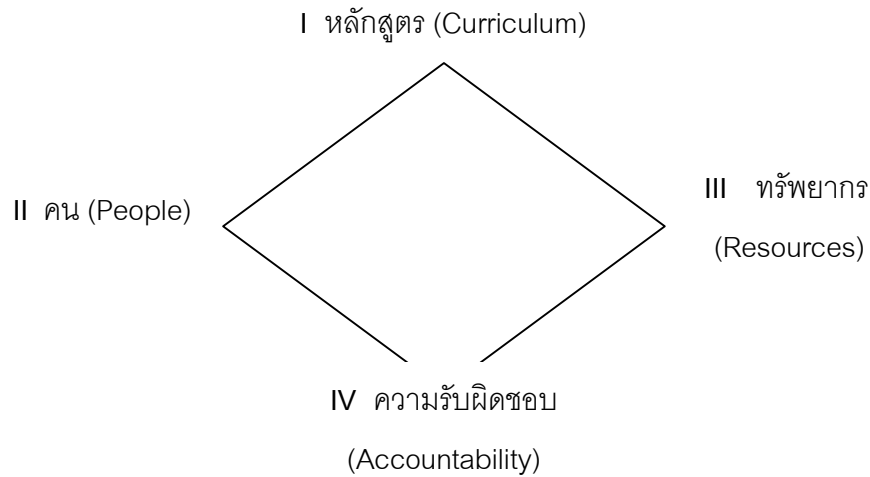 I หลักสูตร (Curriculum)
II คน (People)
III ทรัพยากร
(Resources)
IV ความรับผิดชอบ
(Accountability)